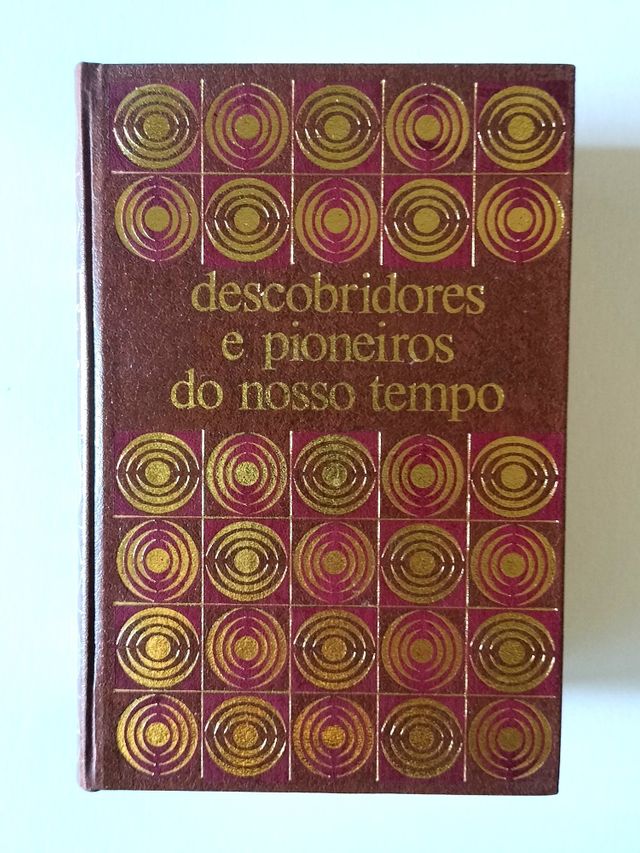 descobridores
e pioneiros
do nosso tempo